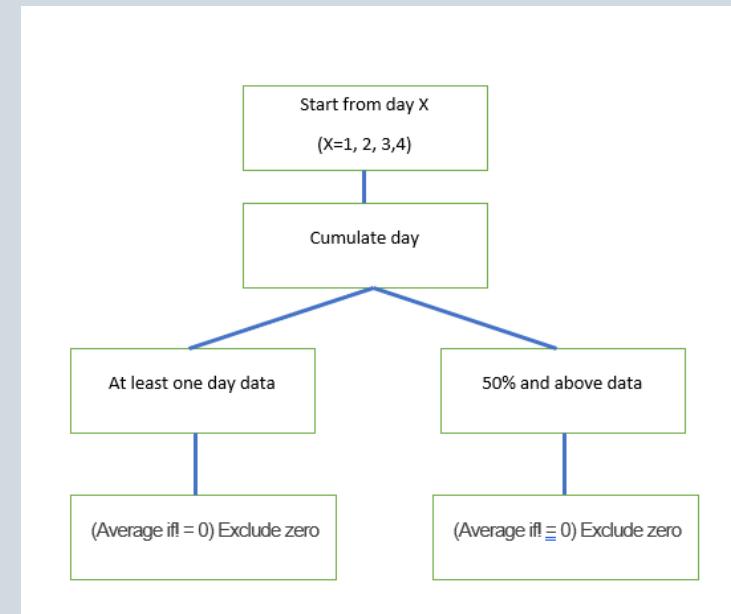 Start from day X
(X=1, 2, 3,4)
Cumulate day
At least one day data
50% and above data
(Average if! = 0) Exclude zero
(Average if! = 0) Exclude zero